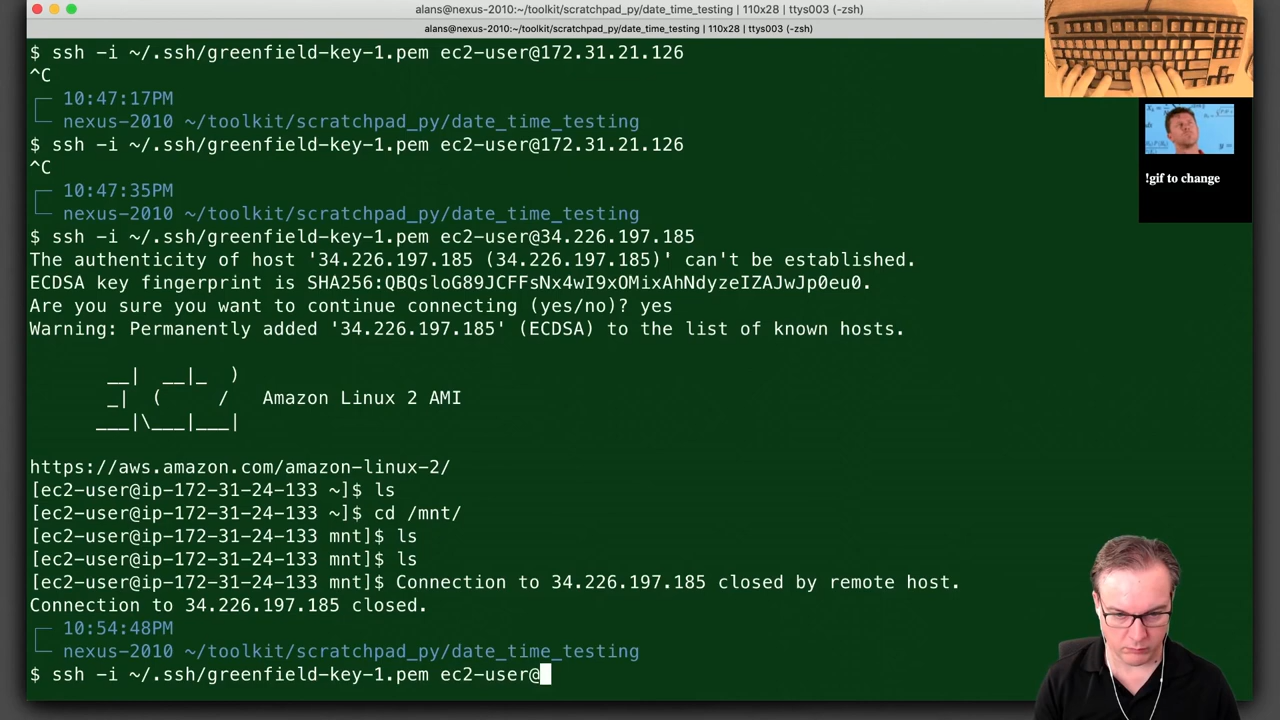 alans@nexus-2010:~/toolkit/scratchpad_py/date_time_testing | 110x28 | ttys003 (-zsh)
alans@nexus-2010:~/toolkit/scratchpad_py/date_time_testing | 110x28 | ttys003 (-zsh)
$ ssh -i ~/.ssh/greenfield-key-1.pem ec2-user@172.31.21.126
^C
10:47:17PM
nexus-2010 ~/toolkit/scratchpad_py/date_time_testing
$ ssh -i ~/.ssh/greenfield-key-1.pem ec2-user@172.31.21.126
^C
10:47:35PM
nexus-2010 ~/toolkit/scratchpad_py/date_time_testing
$ ssh -i ~/.ssh/greenfield-key-1.pem ec2-user@34.226.197.185
The authenticity of host '34.226.197.185 (34.226.197.185)' can't be established.
ECDSA key fingerprint is SHA256:QBQsloG89JCFFsNx4wI9xOMixAhNdyzeIZAJwJp0eu0.
Are you sure you want to continue connecting (yes/no)? yes
Warning: Permanently added '34.226.197.185' (ECDSA) to the list of known hosts.
__|  __|_  )
_|  (     /   Amazon Linux 2 AMI
___|\___|___|
https://aws.amazon.com/amazon-linux-2/
[ec2-user@ip-172-31-24-133 ~]$ ls
[ec2-user@ip-172-31-24-133 ~]$ cd /mnt/
[ec2-user@ip-172-31-24-133 mnt]$ ls
[ec2-user@ip-172-31-24-133 mnt]$ ls
[ec2-user@ip-172-31-24-133 mnt]$ Connection to 34.226.197.185 closed by remote host.
Connection to 34.226.197.185 closed.
10:54:48PM
nexus-2010 ~/toolkit/scratchpad_py/date_time_testing
$ ssh -i ~/.ssh/greenfield-key-1.pem ec2-user@
!gif to change